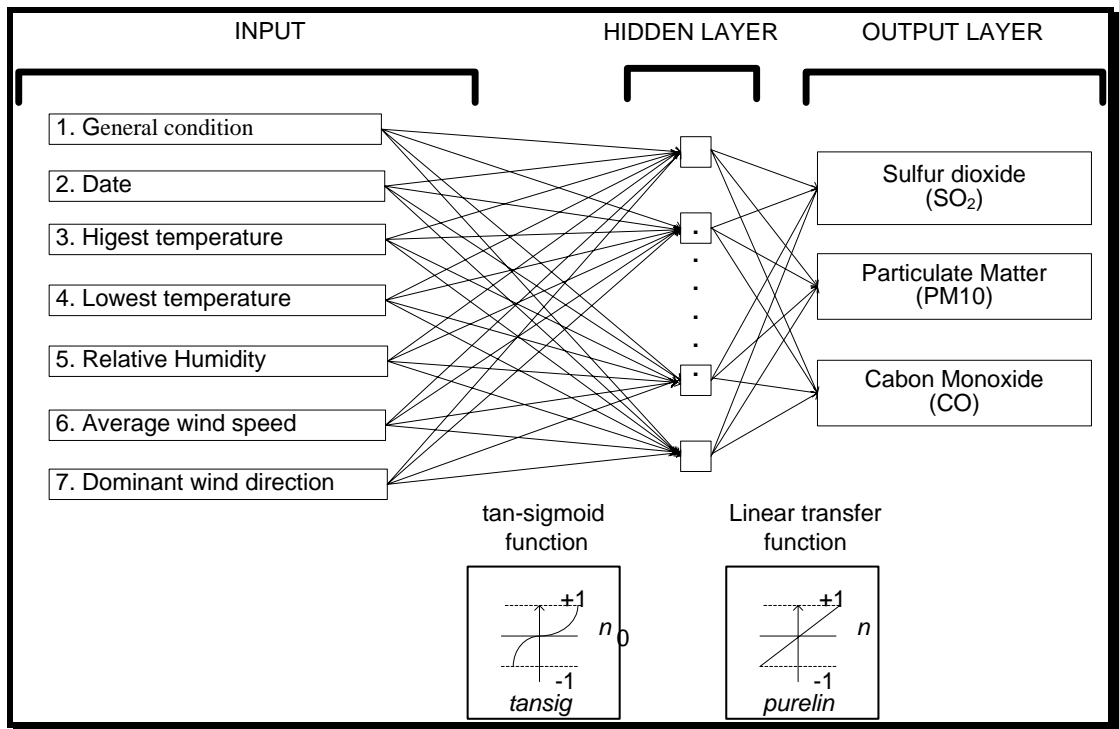 INPUT
HIDDEN LAYER
OUTPUT LAYER
1. General condition
2. Date
3. Higest temperature
4. Lowest temperature
5. Relative Humidity
6. Average wind speed
7. Dominant wind direction
Sulfur dioxide
(SO₂)
Particulate Matter
(PM10)
Cabon Monoxide
(CO)
tan-sigmoid
function
+1
n
0
-1
tansig
Linear transfer
function
+1
n
-1
purelin